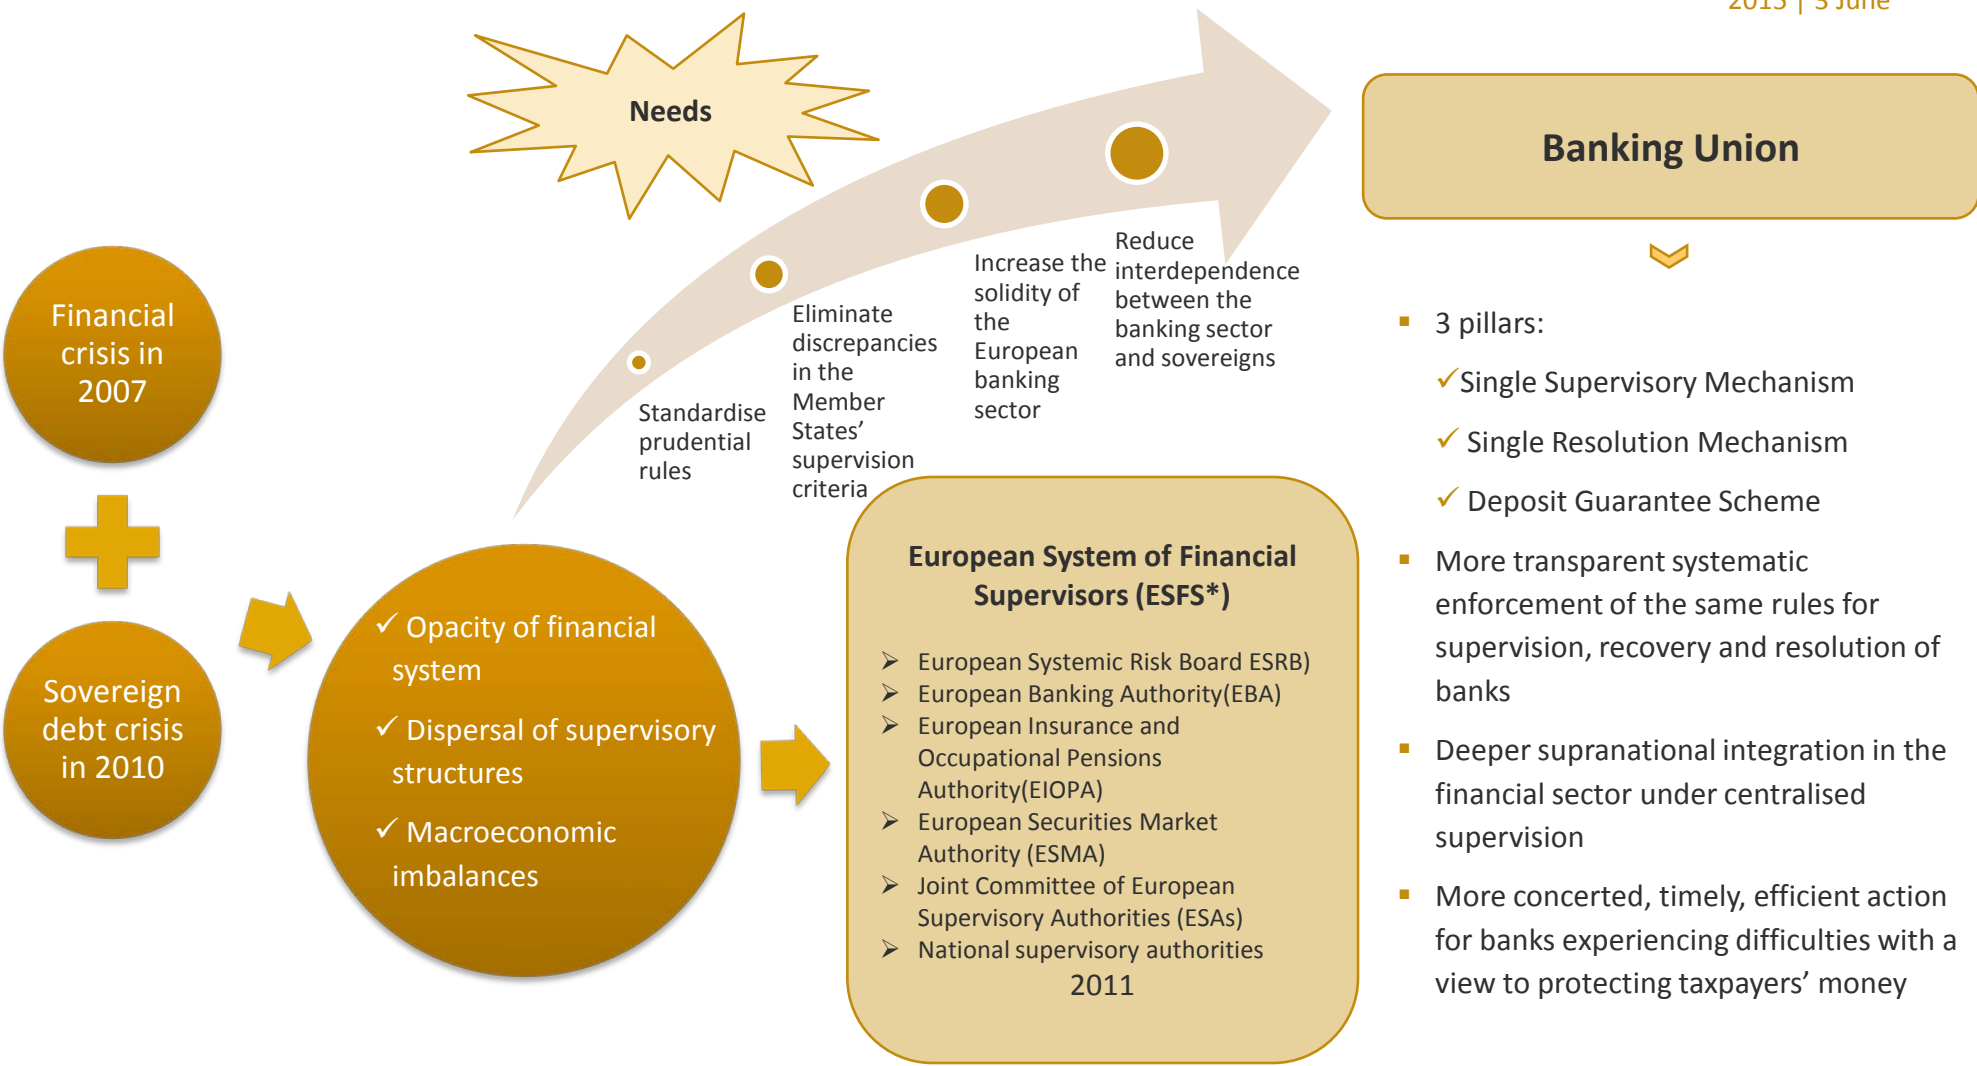 2015 | 3 June
Needs
Banking Union
Financial
crisis in
2007
Sovereign
debt crisis
in 2010
✓ Opacity of financial
system
✓ Dispersal of supervisory
structures
✓ Macroeconomic
imbalances
Standardise
prudential
rules
Eliminate
discrepancies
in the
Member
States’
supervision
criteria
Increase the
solidity of
the
European
banking
sector
Reduce
interdependence
between the
banking sector
and sovereigns
European System of Financial
Supervisors (ESFS*)
➢ European Systemic Risk Board ESRB)
➢ European Banking Authority(EBA)
➢ European Insurance and
Occupational Pensions
Authority(EIOPA)
➢ European Securities Market
Authority (ESMA)
➢ Joint Committee of European
Supervisory Authorities (ESAs)
➢ National supervisory authorities
2011
▪ 3 pillars:
✓Single Supervisory Mechanism
✓ Single Resolution Mechanism
✓ Deposit Guarantee Scheme
▪ More transparent systematic
enforcement of the same rules for
supervision, recovery and resolution of
banks
▪ Deeper supranational integration in the
financial sector under centralised
supervision
▪ More concerted, timely, efficient action
for banks experiencing difficulties with a
view to protecting taxpayers’ money